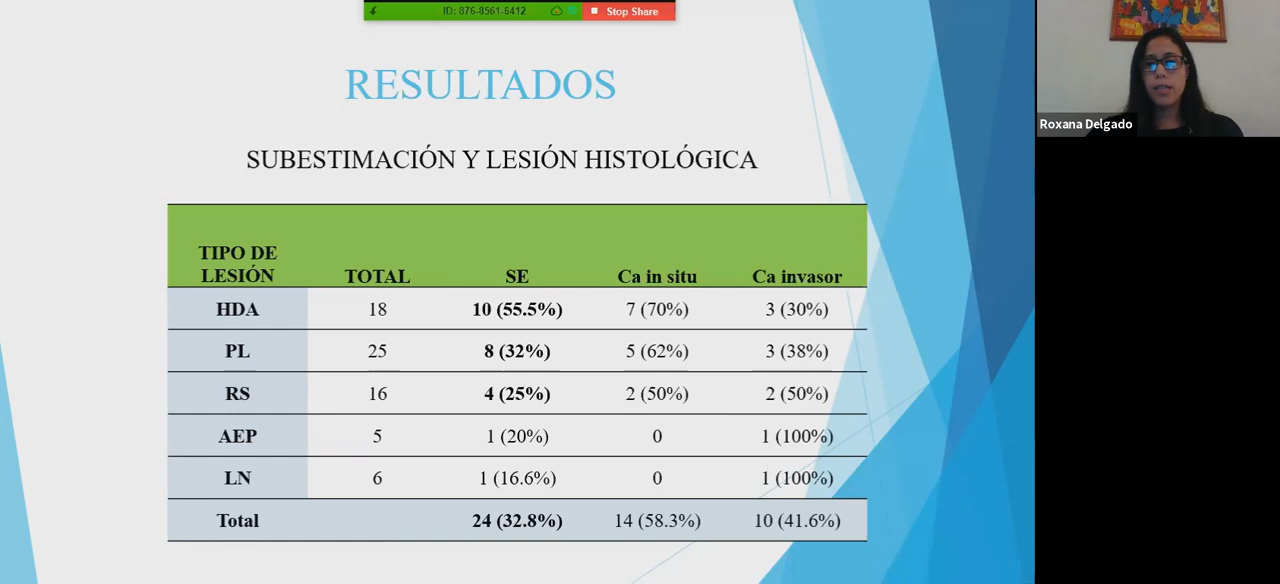 ID: 876-8561-6412
Stop Share
RESULTADOS
SUBESTIMACIÓN Y LESIÓN HISTOLÓGICA
TIPO DE
LESIÓN TOTAL SE Ca in situ Ca invasor
HDA 18 10 (55.5%) 7 (70%) 3 (30%)
PL 25 8 (32%) 5 (62%) 3 (38%)
RS 16 4 (25%) 2 (50%) 2 (50%)
AEP 5 1 (20%) 0 1 (100%)
LN 6 1 (16.6%) 0 1 (100%)
Total 24 (32.8%) 14 (58.3%) 10 (41.6%)
Roxana Delgado